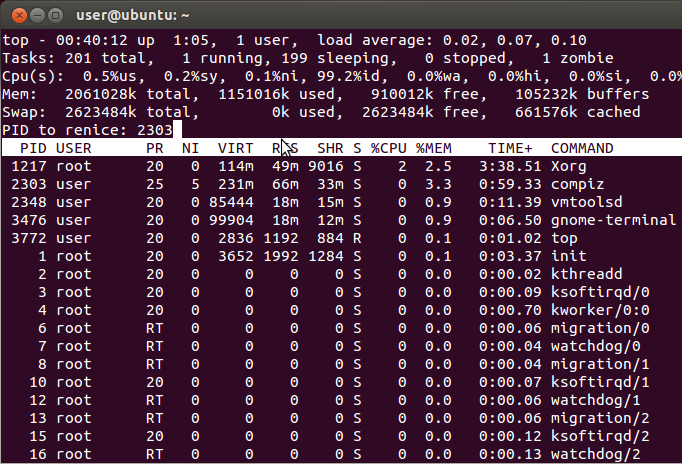 user@ubuntu: ~
top - 00:40:12 up  1:05,  1 user,  load average: 0.02, 0.07, 0.10
Tasks: 201 total,   1 running, 199 sleeping,   0 stopped,   1 zombie
Cpu(s):  0.5%us,  0.2%sy,  0.1%ni, 99.2%id,  0.0%wa,  0.0%hi,  0.0%si,  0.0%
Mem:   2061028k total,  1151016k used,   910012k free,   105232k buffers
Swap:  2623484k total,        0k used,  2623484k free,   661576k cached
PID to renice: 2303
  PID USER      PR  NI  VIRT  RES  SHR S %CPU %MEM    TIME+  COMMAND
 1217 root      20   0  114m  49m 9016 S    2  2.5   3:38.51 Xorg
 2303 user      25   5  231m  66m  33m S    0  3.3   0:59.33 compiz
 2348 user      20   0 85444  18m  15m S    0  0.9   0:11.39 vmtoolsd
 3476 user      20   0 99904  18m  12m S    0  0.9   0:06.50 gnome-terminal
 3772 user      20   0  2836 1192  884 R    0  0.1   0:01.02 top
    1 root      20   0  3652 1992 1284 S    0  0.1   0:03.37 init
    2 root      20   0     0    0    0 S    0  0.0   0:00.02 kthreadd
    3 root      20   0     0    0    0 S    0  0.0   0:00.09 ksoftirqd/0
    4 root      20   0     0    0    0 S    0  0.0   0:00.70 kworker/0:0
    6 root      RT   0     0    0    0 S    0  0.0   0:00.06 migration/0
    7 root      RT   0     0    0    0 S    0  0.0   0:00.04 watchdog/0
    8 root      RT   0     0    0    0 S    0  0.0   0:00.04 migration/1
   10 root      20   0     0    0    0 S    0  0.0   0:00.07 ksoftirqd/1
   12 root      RT   0     0    0    0 S    0  0.0   0:00.06 watchdog/1
   13 root      RT   0     0    0    0 S    0  0.0   0:00.06 migration/2
   15 root      20   0     0    0    0 S    0  0.0   0:00.12 ksoftirqd/2
   16 root      RT   0     0    0    0 S    0  0.0   0:00.13 watchdog/2